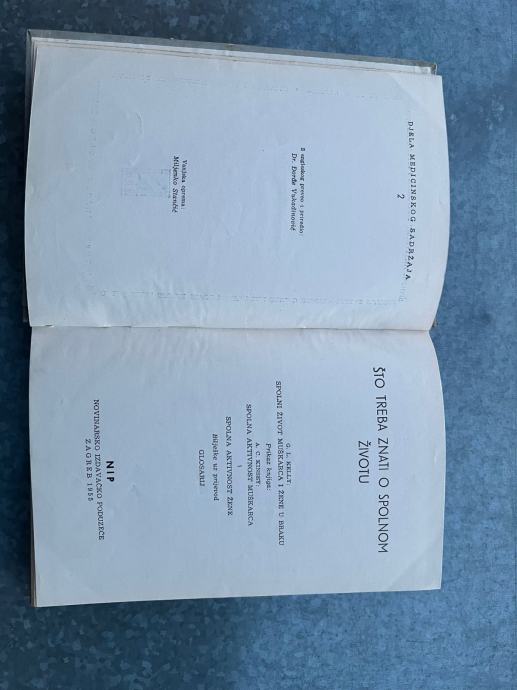 DJELA MEDICINSKOG SADRŽAJA
2
S engleskog preveo i priredio:
Dr. Đorđe Vukadinović
Vanjska oprema:
Miljenko Stančić
ŠTO TREBA ZNATI O SPOLNOM
ŽIVOTU
G. L. KELLY:
SPOLNI ŽIVOT MUŠKARCA I ŽENE U BRAKU
Prikaz knjiga:
A. C. KINSEY:
SPOLNA AKTIVNOST MUŠKARCA
i
SPOLNA AKTIVNOST ŽENE
Bilješke uz prijevod
GLOSARIJ
NIP
NOVINARSKO IZDAVAČKO PODUZEĆE
ZAGREB 1955